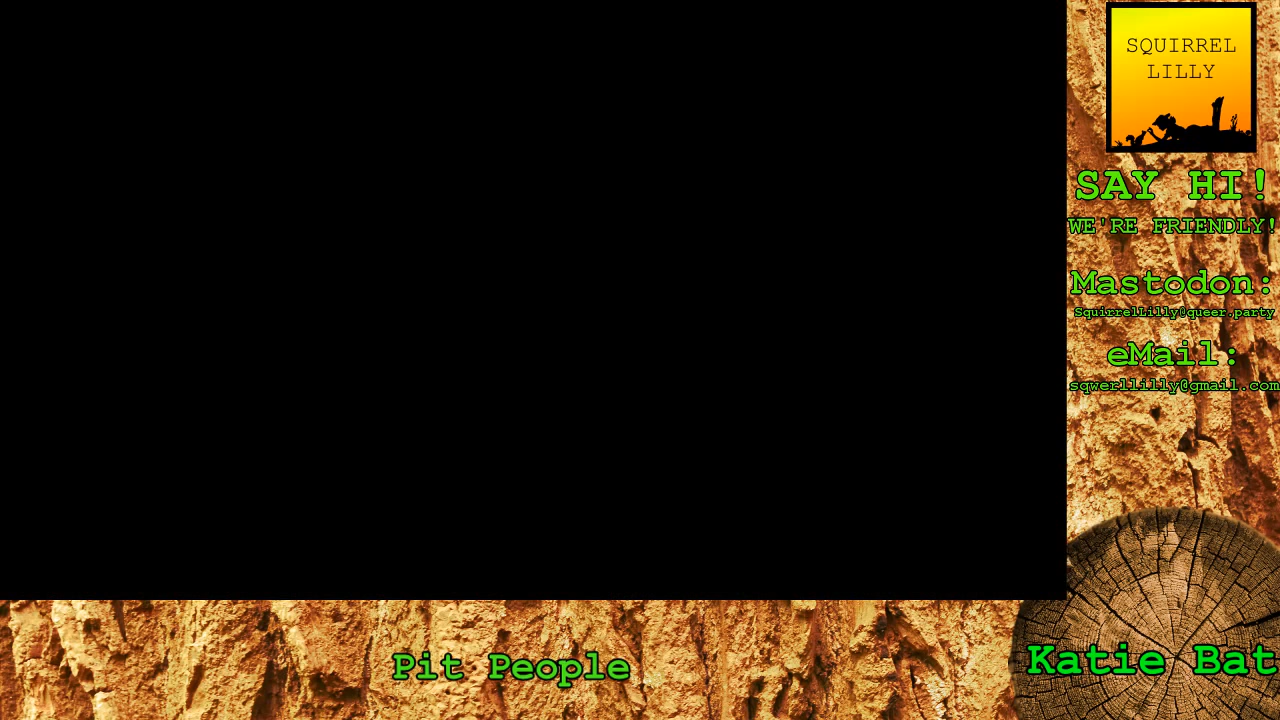 SQUIRREL
LILLY
SAY HI!
WE'RE FRIENDLY!
Mastodon:
SquirrelLilly@queer.party
eMail:
sqwerllilly@gmail.com
Pit People
Katie Bat